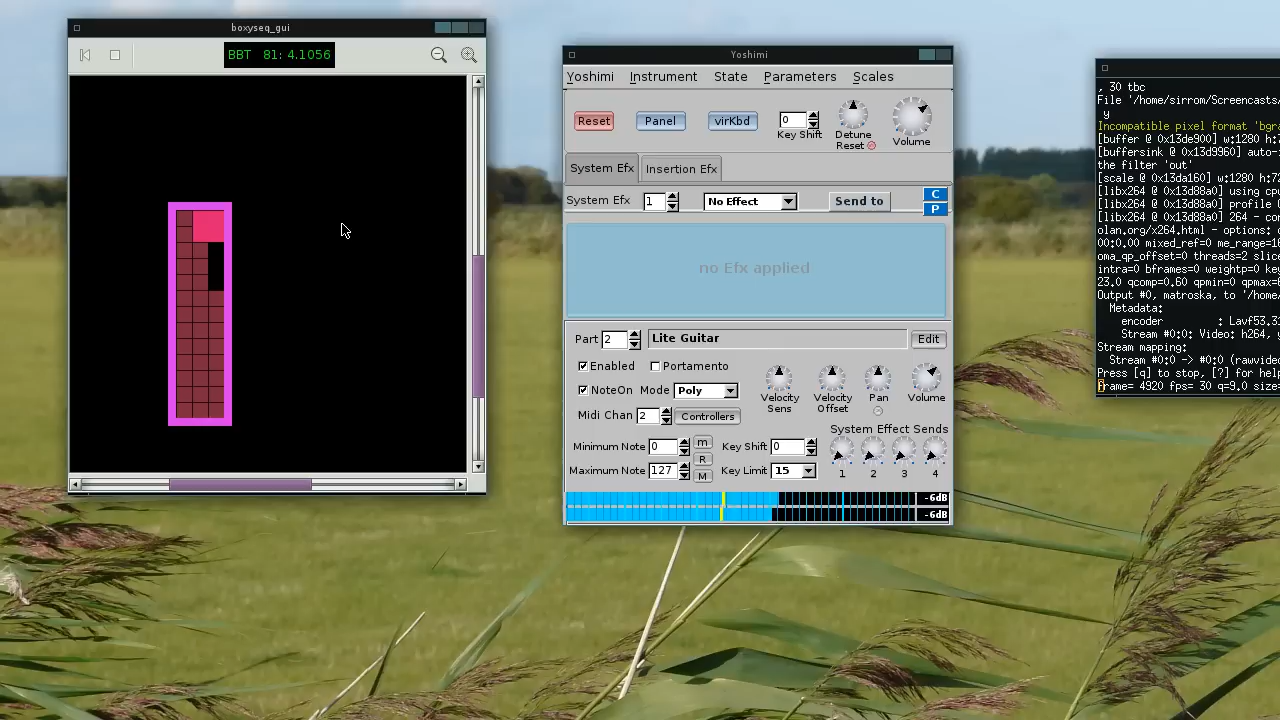 boxyseq_gui
BBT 81: 4.1056
Yoshimi
Yoshimi Instrument State Parameters Scales
Reset Panel virKbd 0
Key Shift
Detune
Reset
Volume
System Efx Insertion Efx
System Efx 1 No Effect Send to C
P
no Efx applied
Part 2 Lite Guitar Edit
Enabled Portamento
NoteOn Mode Poly
Velocity
Sens
Velocity
Offset
Pan
Volume
Midi Chan 2 Controllers
System Effect Sends
Minimum Note 0 m Key Shift 0
R
Maximum Note 127 M Key Limit 15
1 2 3 4
-6dB
-6dB
, 30 tbc
File '/home/sirrom/Screencasts
y
Incompatible pixel format 'bgr
[buffer @ 0x13de900] w:1280 h:7
[buffersink @ 0x13d9960] auto-
the filter 'out'
[scale @ 0x13da160] w:1280 h:7
[libx264 @ 0x13d88a0] using cp
[libx264 @ 0x13d88a0] profile
[libx264 @ 0x13d88a0] 264 - co
olan.org/x264.html - options:
00:0.00 mixed_ref=0 me_range=1
oma_qp_offset=0 threads=2 slic
intra=0 bframes=0 weightp=0 ke
23.0 qcomp=0.60 qpmin=0 qpmax=
Output #0, matroska, to '/home
Metadata:
encoder : Lavf53.3
Stream #0:0: Video: h264, y
Stream mapping:
Stream #0:0 -> #0:0 (rawvide
Press [q] to stop, [?] for help
frame= 4920 fps= 30 q=9.0 size